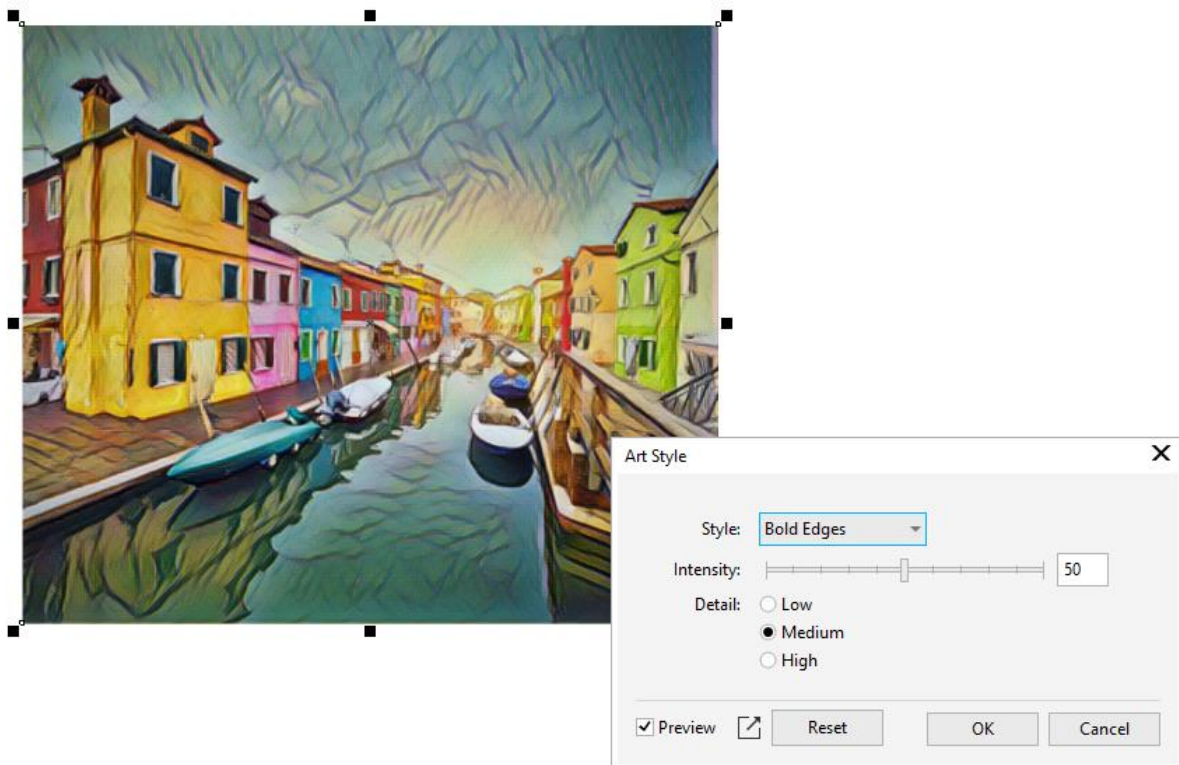 Art Style
Style: Bold Edges
Intensity: 50
Detail: Low
Medium
High
Preview Reset OK Cancel